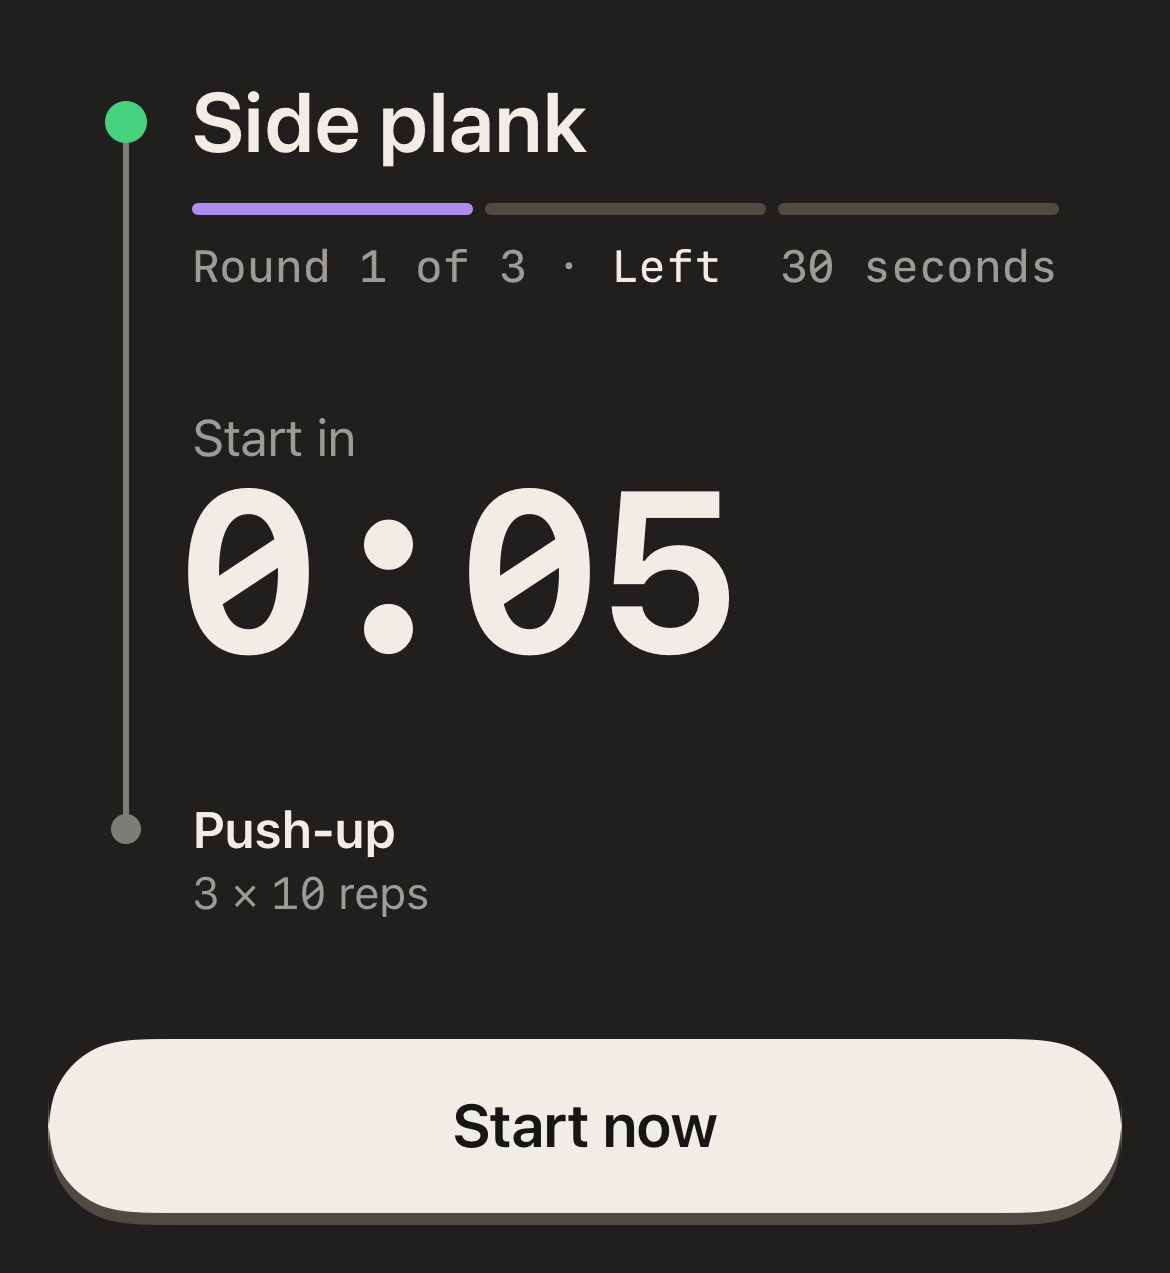 Side plank
Round 1 of 3 · Left 30 seconds
Start in
0:05
Push-up
3 × 10 reps
Start now